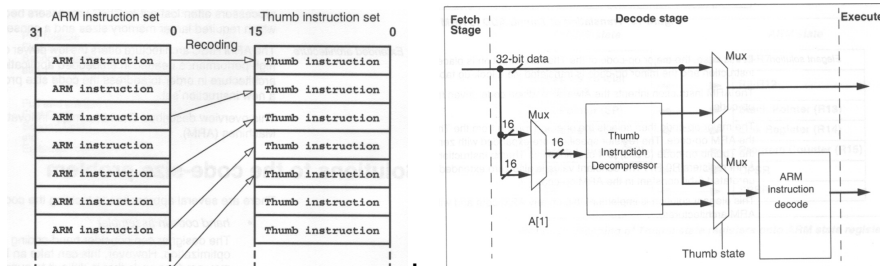 ARM instruction set
31
0
Recoding
Thumb instruction set
15
0
ARM instruction
ARM instruction
ARM instruction
ARM instruction
ARM instruction
ARM instruction
ARM instruction
Thumb instruction
Thumb instruction
Thumb instruction
Thumb instruction
Thumb instruction
Thumb instruction
Thumb instruction
Fetch
Stage
Decode stage
Execute
32-bit data
Mux
16
16
16
A[1]
Thumb
Instruction
Decompressor
Mux
Mux
Thumb state
ARM
instruction
decode